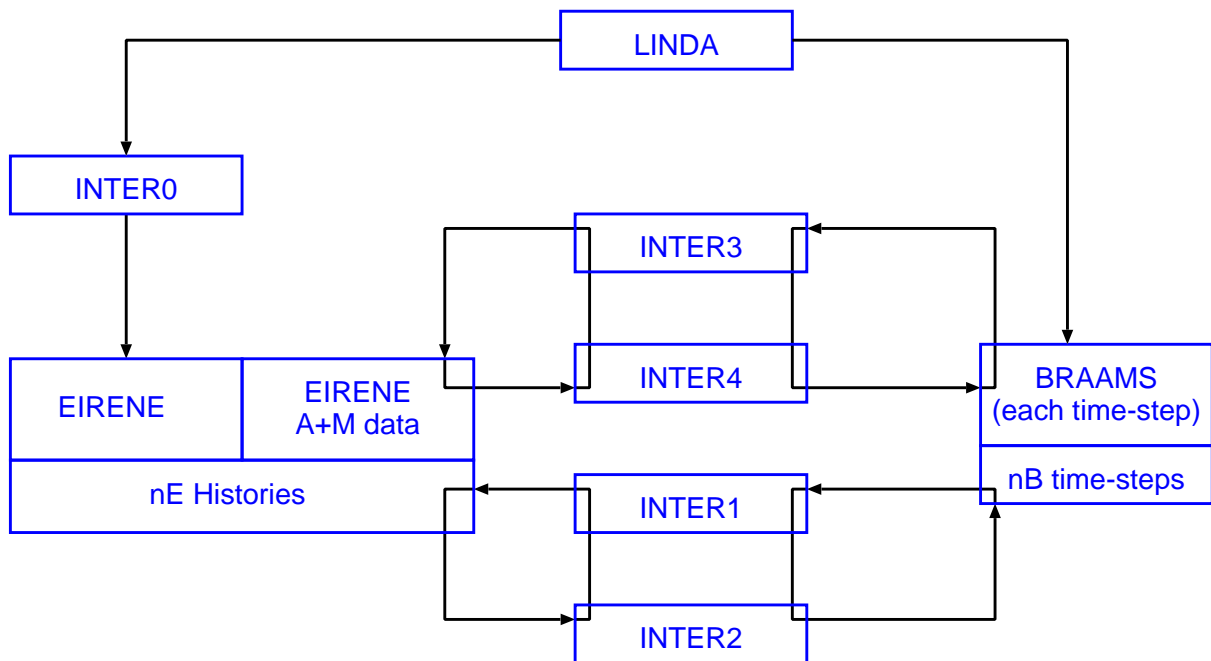 LINDA
INTER0
INTER3
EIRENE
EIRENE
A+M data
INTER4
BRAAMS
(each time-step)
nE Histories
INTER1
nB time-steps
INTER2